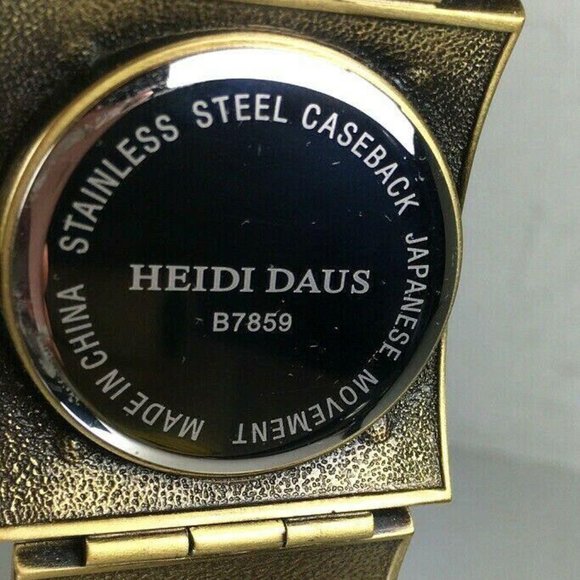 STAINLESS STEEL CASEBACK JAPANESE MOVEMENT MADE IN CHINA
HEIDI DAUS
B7859